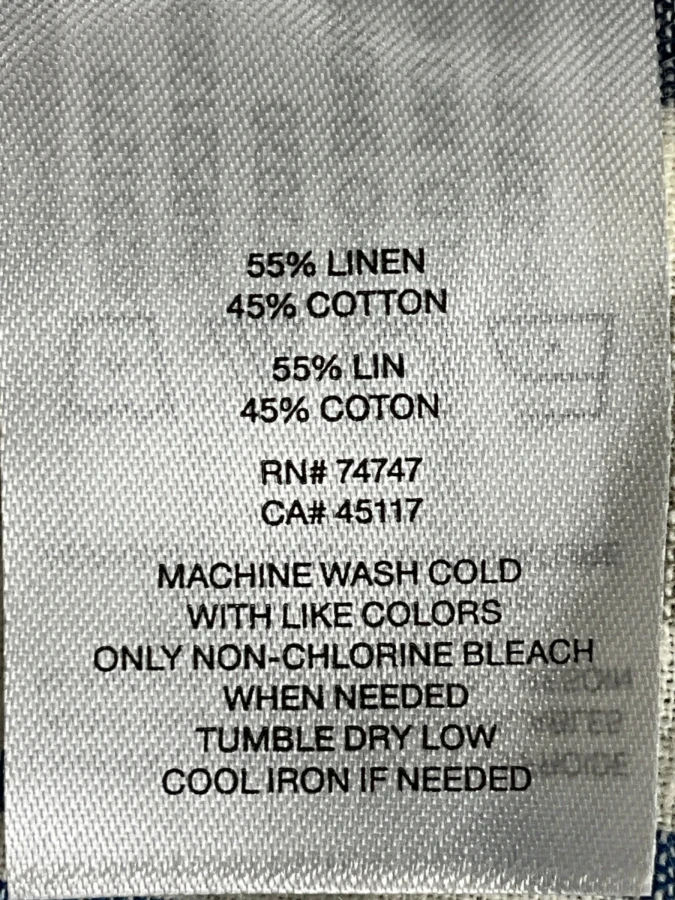 55% LINEN
45% COTTON
55% LIN
45% COTON
RN# 74747
CA# 45117
MACHINE WASH COLD
WITH LIKE COLORS
ONLY NON-CHLORINE BLEACH
WHEN NEEDED
TUMBLE DRY LOW
COOL IRON IF NEEDED